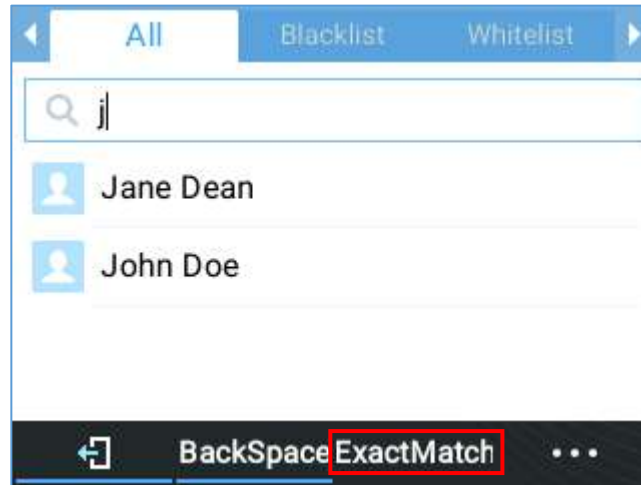 All Blacklist Whitelist
j
Jane Dean
John Doe
BackSpace ExactMatch ...